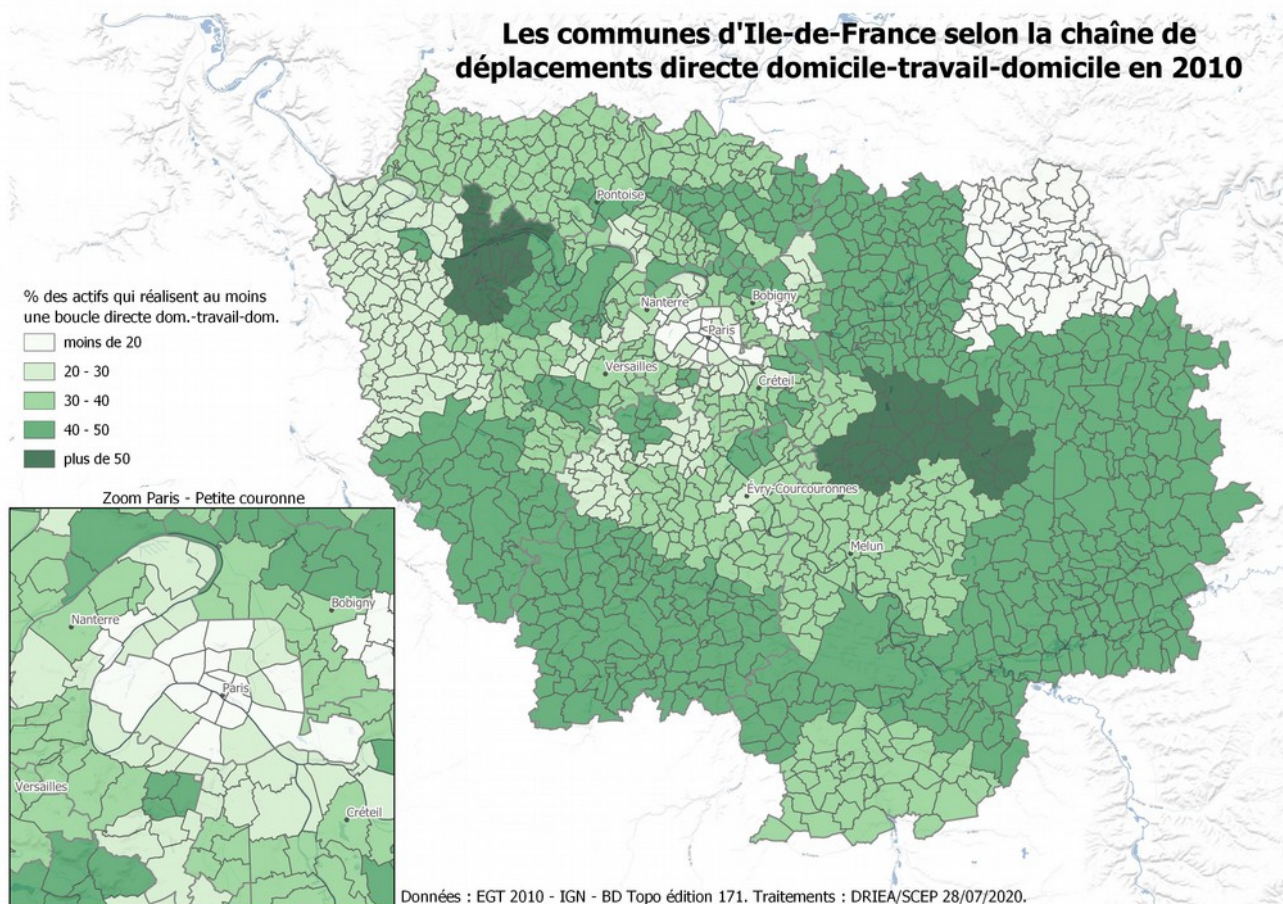 Les communes d'Ile-de-France selon la chaîne de
déplacements directe domicile-travail-domicile en 2010
Pontoise
% des actifs qui réalisent au moins
une boucle directe dom.-travail-dom.
moins de 20
20 - 30
30 - 40
40 - 50
plus de 50
Nanterre
Bobigny
Paris
Versailles
Créteil
Évry-Courcouronnes
Melun
Zoom Paris - Petite couronne
Bobigny
Nanterre
Paris
Versailles
Créteil
Données : EGT 2010 - IGN - BD Topo édition 171. Traitements : DRIEA/SCEP 28/07/2020.